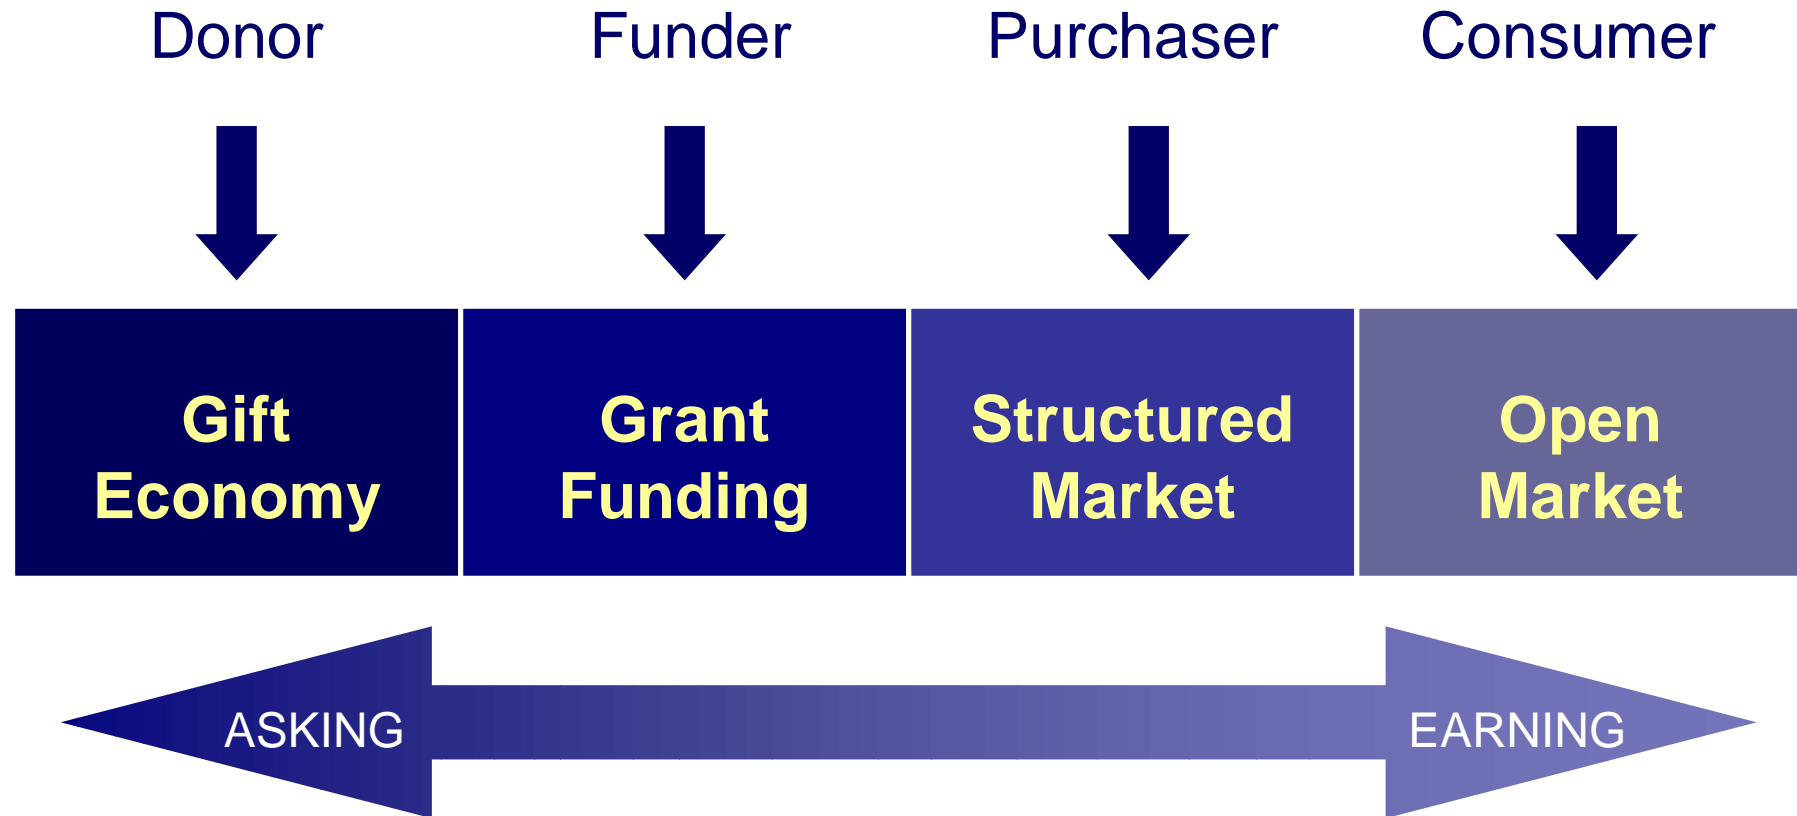 Donor Funder Purchaser Consumer
Gift
Economy
Grant
Funding
Structured
Market
Open
Market
ASKING EARNING